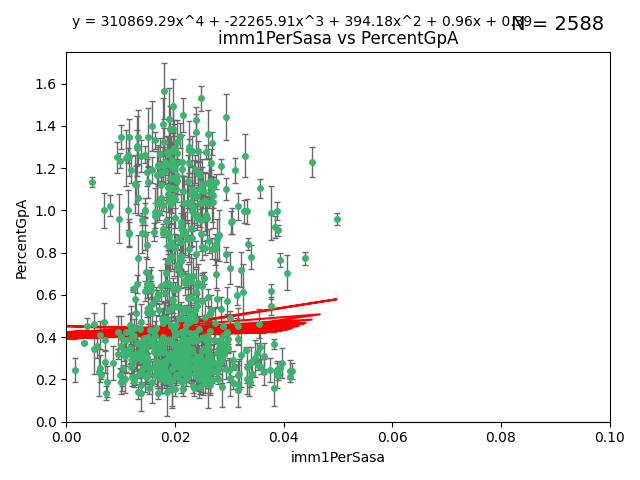 y = 310869.29x^4 + -22265.91x^3 + 394.18x^2 + 0.96x + 0.39
N = 2588
imm1PerSasa vs PercentGpA
PercentGpA
1.6
1.4
1.2
1.0
0.8
0.6
0.4
0.2
0.0
0.00 0.02 0.04 0.06 0.08 0.10
imm1PerSasa